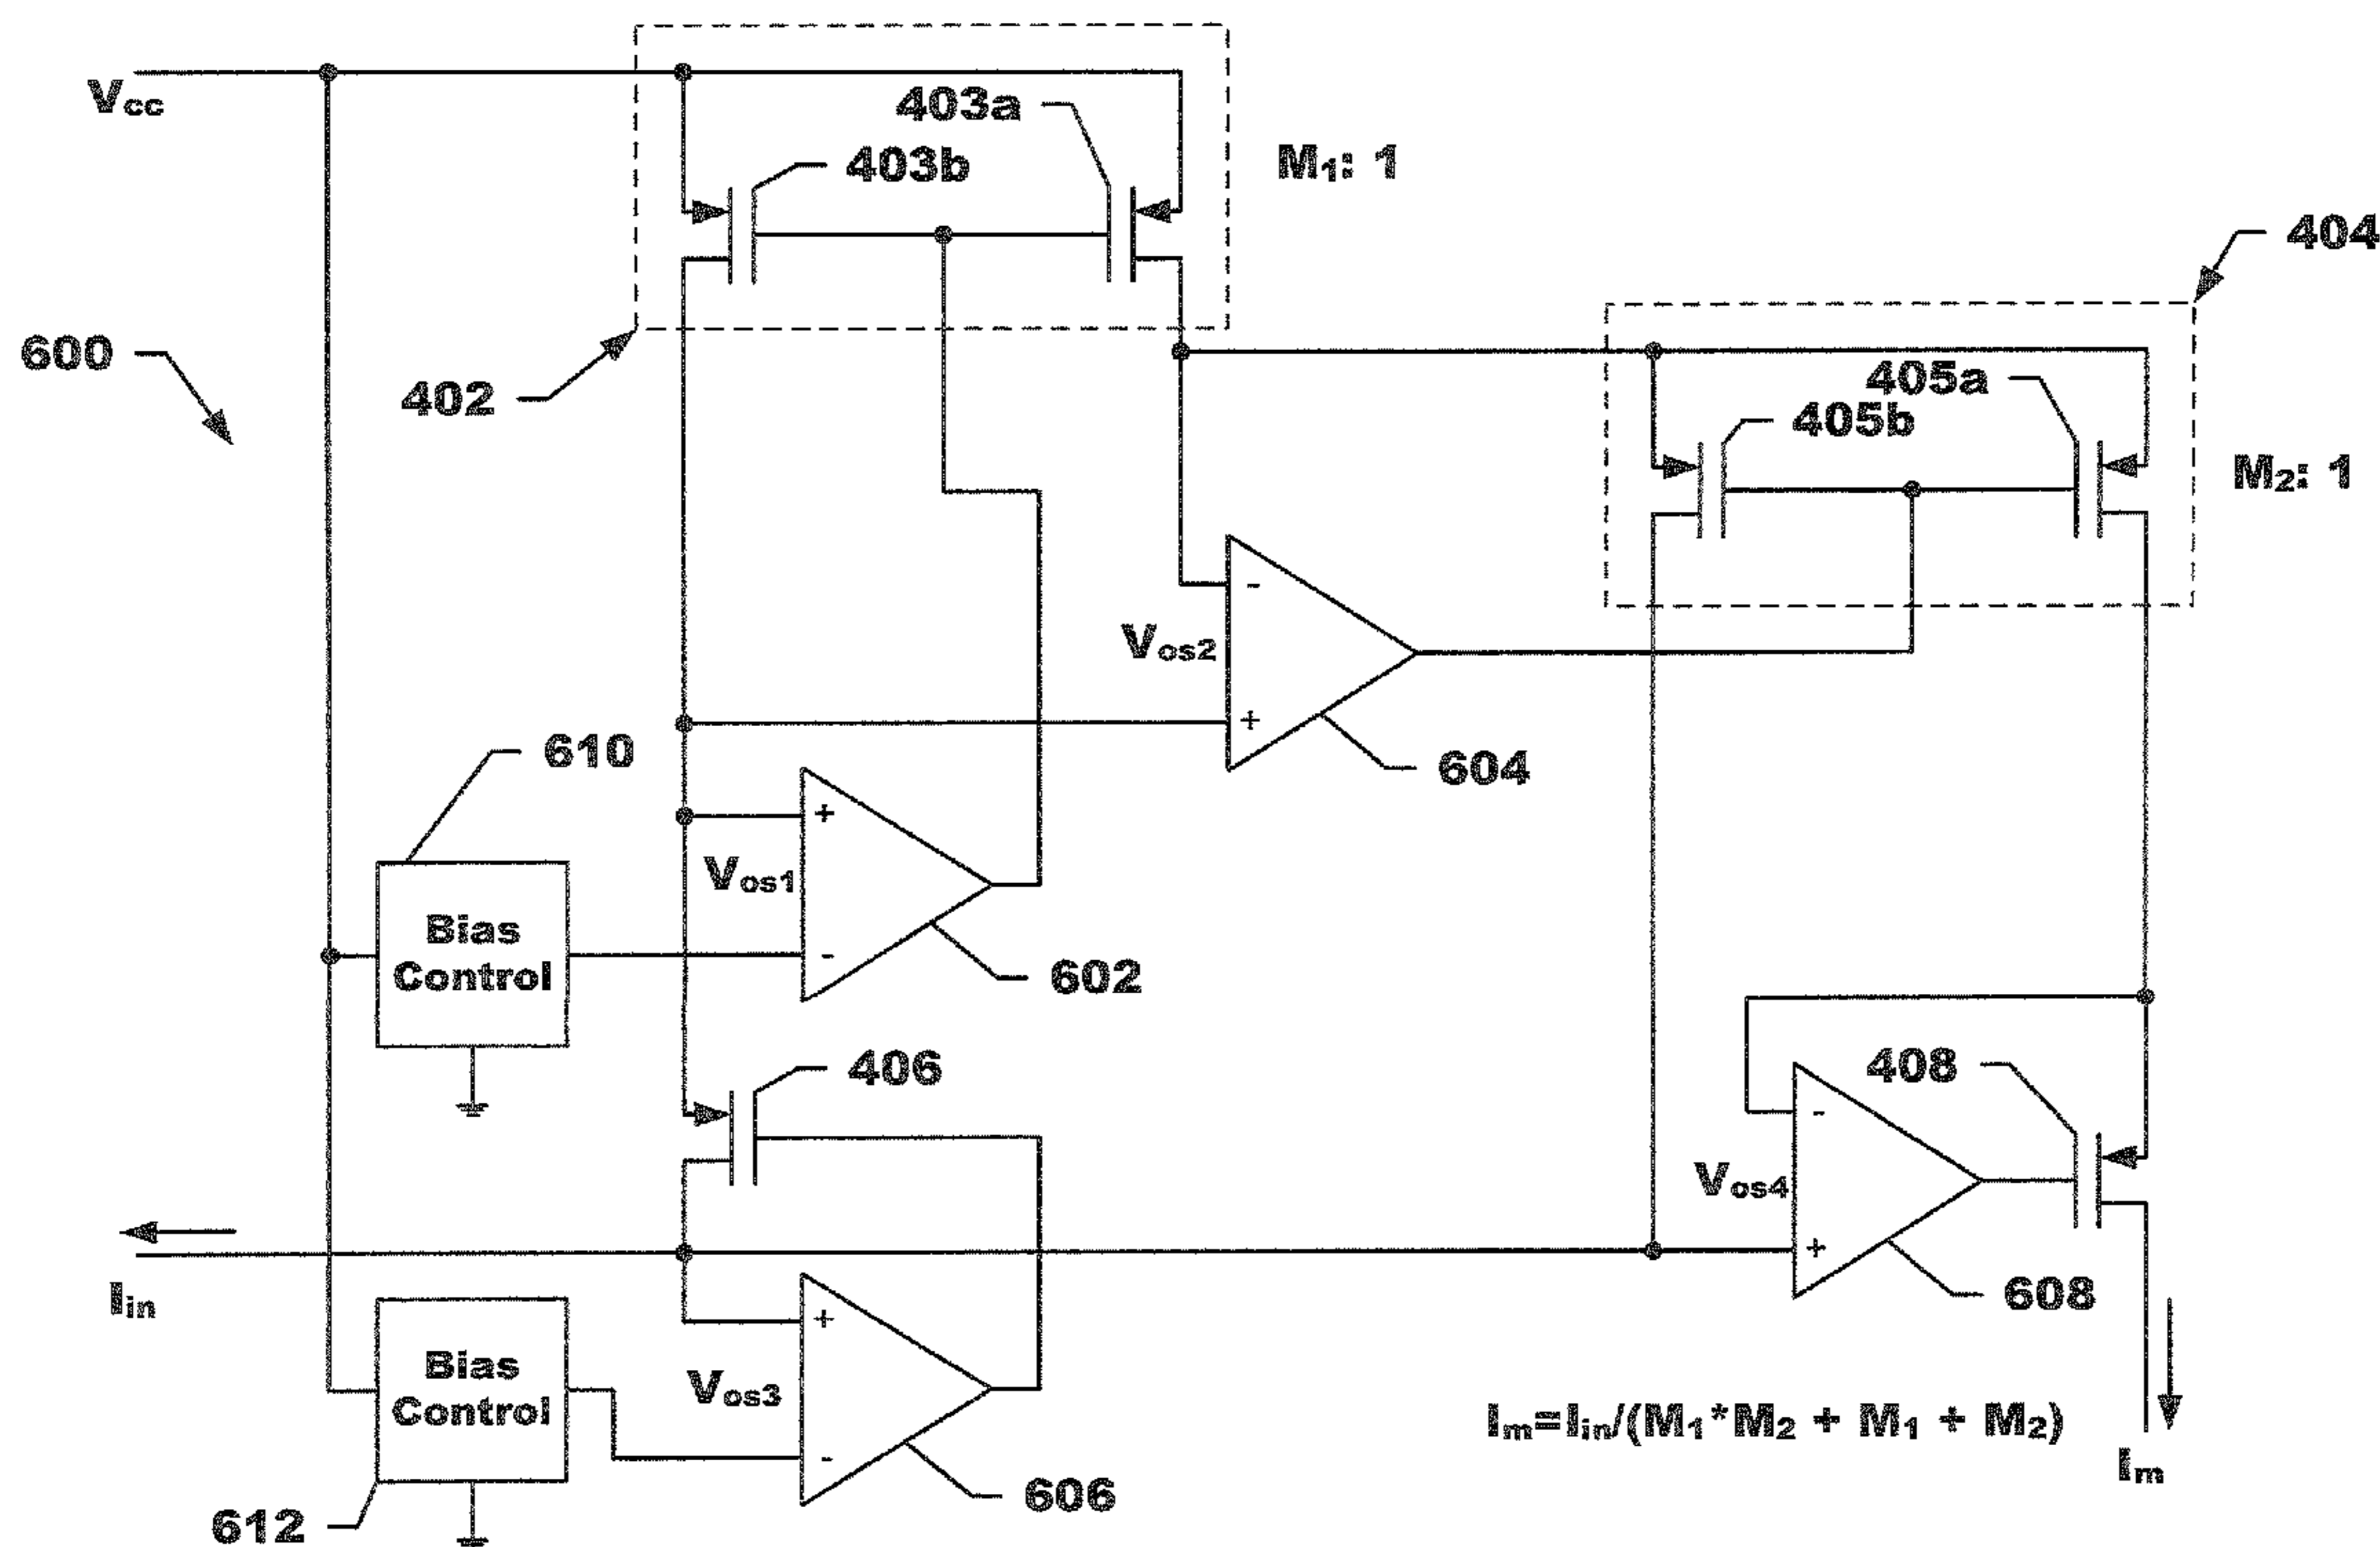 Vcc
403a
403b
M₁: 1
404
600
402
405a
405b
M₂: 1
-
Vos2
+
604
610
+
Vos1
Bias
Control
-
602
406
408
-
Vos4
+
608
Iin
+
Bias
Control
Vos3
-
606
612
Im=Iin/(M₁*M₂ + M₁ + M₂)
Im